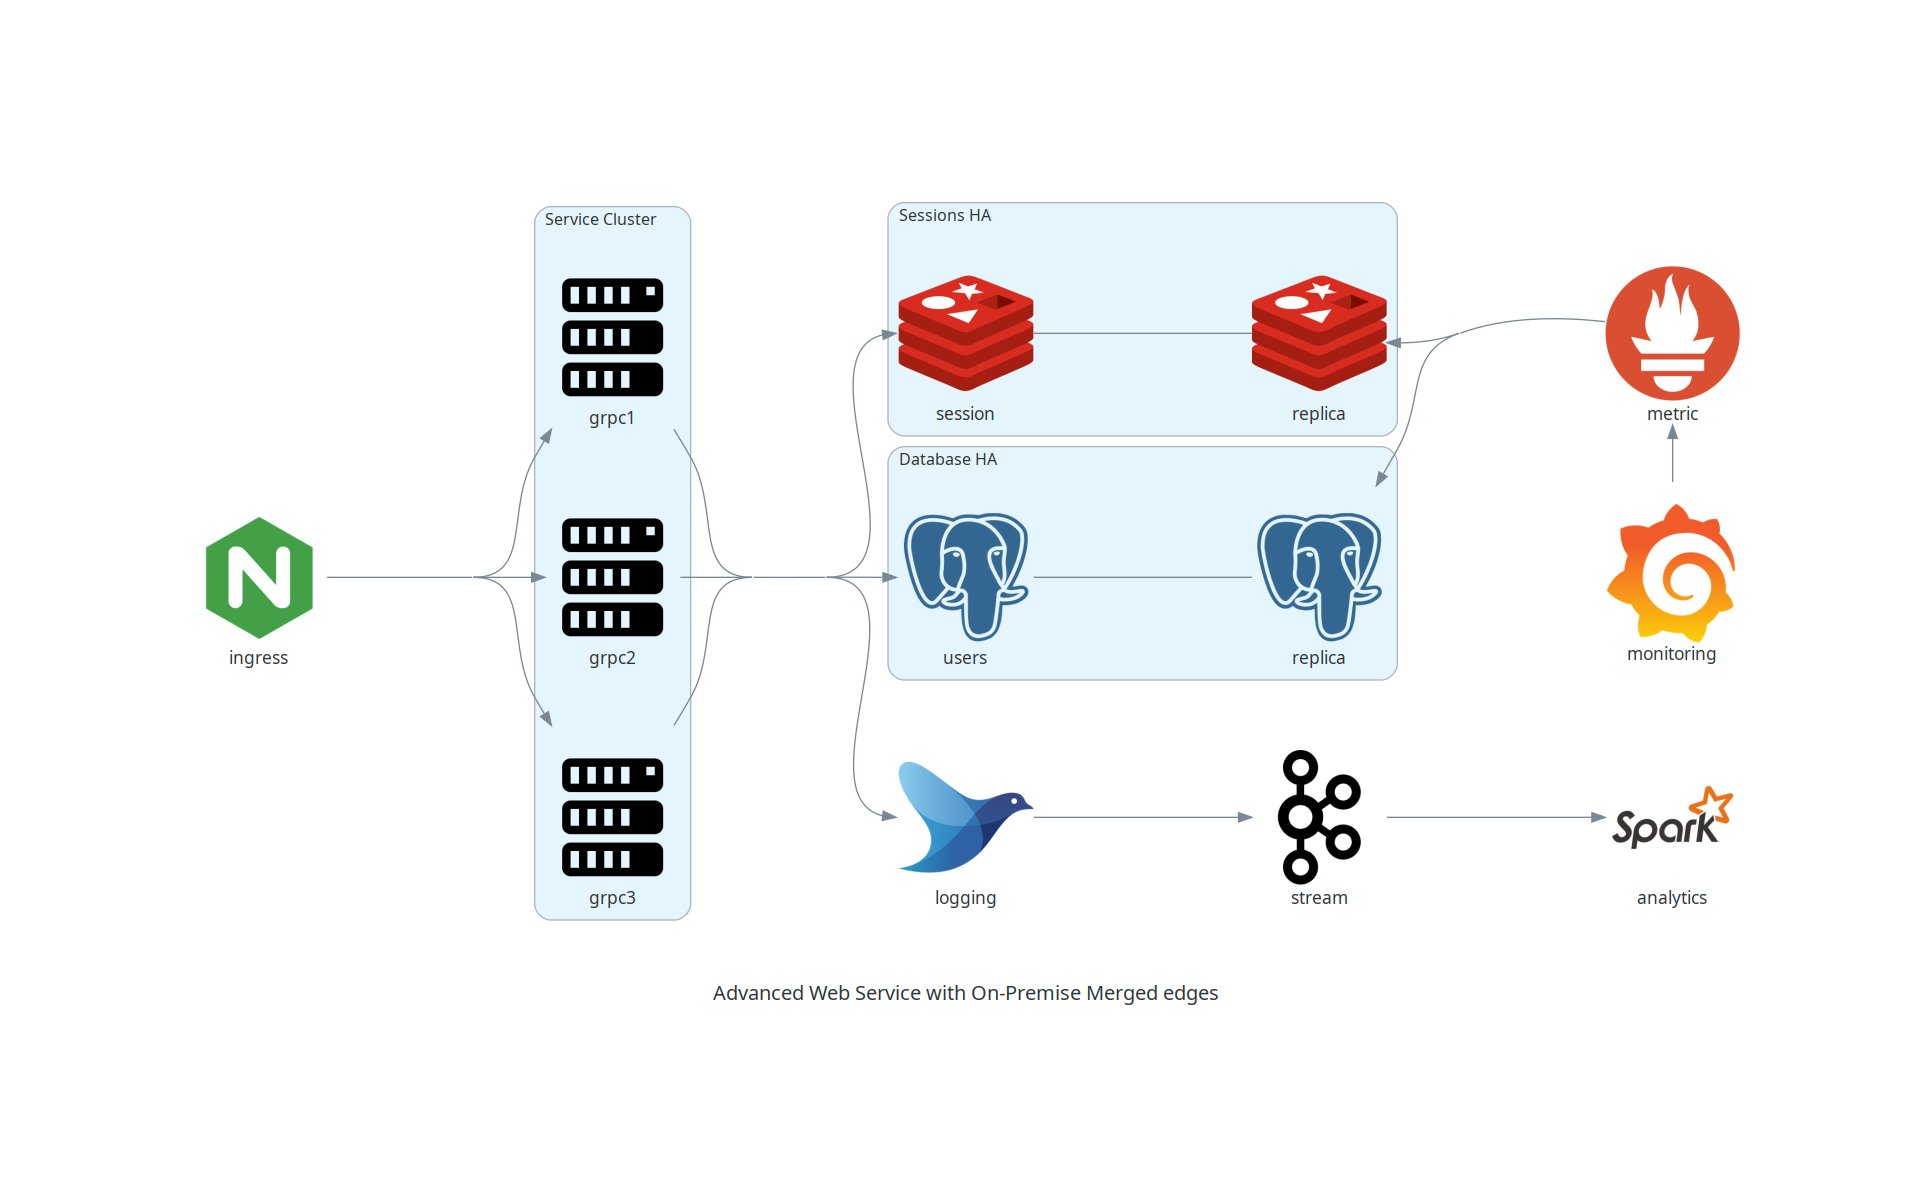 Service Cluster
grpc1
grpc2
grpc3
ingress
Sessions HA
session
replica
Database HA
users
replica
metric
monitoring
logging
stream
Spark
analytics
Advanced Web Service with On-Premise Merged edges